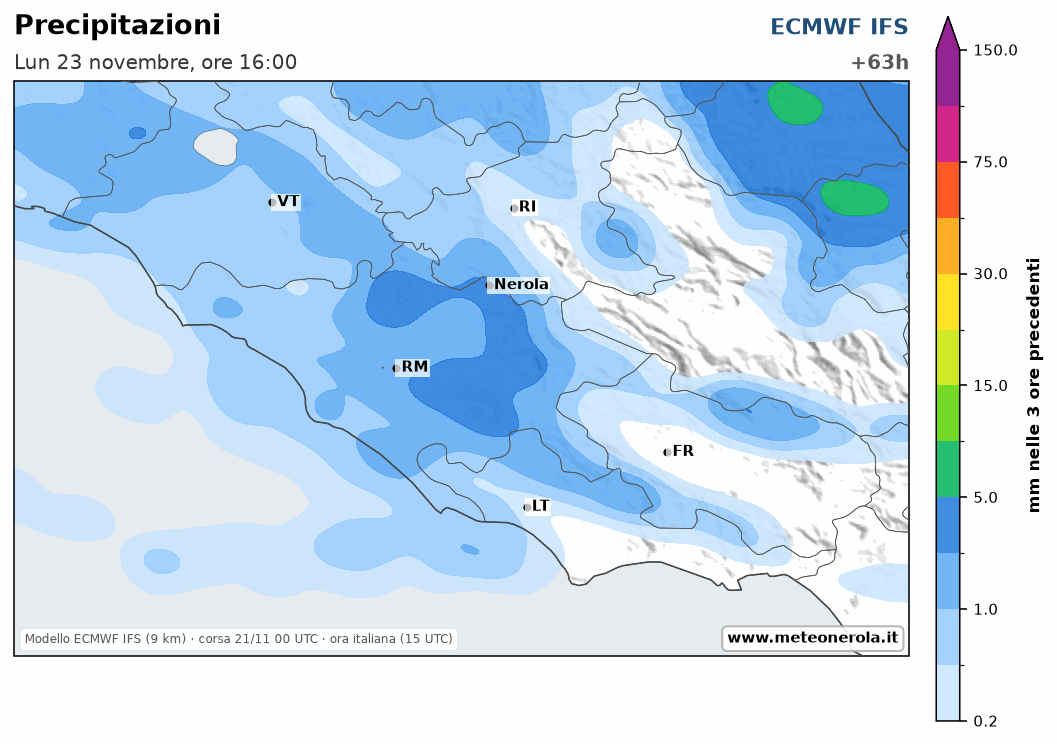 Precipitazioni
ECMWF IFS
Lun 23 novembre, ore 16:00
+63h
VT
RI
Nerola
RM
FR
LT
Modello ECMWF IFS (9 km) · corsa 21/11 00 UTC · ora italiana (15 UTC)
www.meteonerola.it
150.0
75.0
30.0
15.0
5.0
1.0
0.2
mm nelle 3 ore precedenti